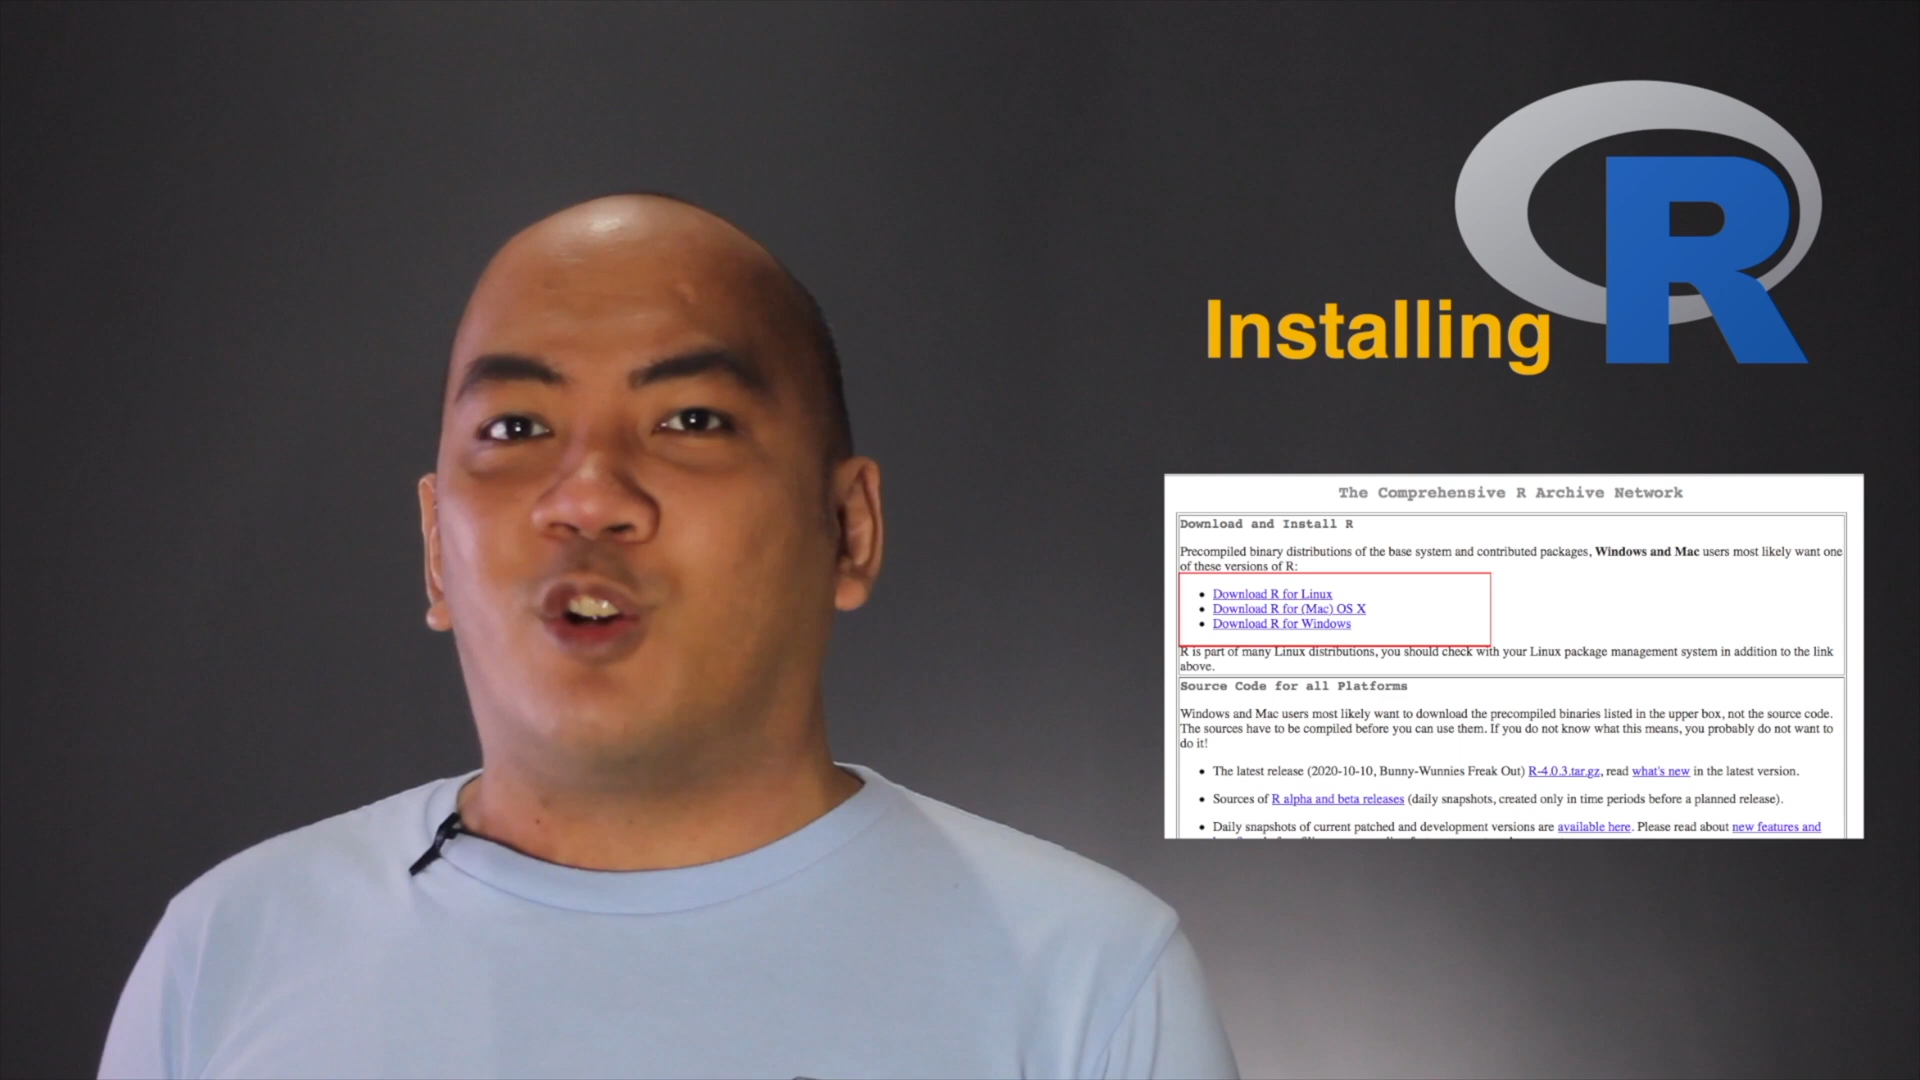 Installing R
The Comprehensive R Archive Network
Download and Install R
Precompiled binary distributions of the base system and contributed packages, Windows and Mac users most likely want one
of these versions of R:
Download R for Linux
Download R for (Mac) OS X
Download R for Windows
R is part of many Linux distributions, you should check with your Linux package management system in addition to the link
above.
Source Code for all Platforms
Windows and Mac users most likely want to download the precompiled binaries listed in the upper box, not the source code.
The sources have to be compiled before you can use them. If you do not know what this means, you probably do not want to
do it!
The latest release (2020-10-10, Bunny-Wunnies Freak Out) R-4.0.3.tar.gz, read what's new in the latest version.
Sources of R alpha and beta releases (daily snapshots, created only in time periods before a planned release).
Daily snapshots of current patched and development versions are available here. Please read about new features and